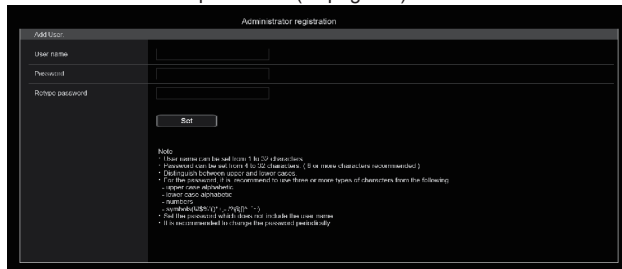 Administrator registration
Add User.
User name
Password
Retype password
Set
Note
· User name can be set from 1 to 32 characters
· Password can be set from 4 to 32 characters. ( 8 or more characters recommended )
· Distinguish between upper and lower cases.
· For the password, it is recommend to use three or more types of characters from the following
- upper case alphabetic
- lower case alphabetic
- numbers
- symbols
· Set the password which does not include the user name
· It is recommended to change the password periodically